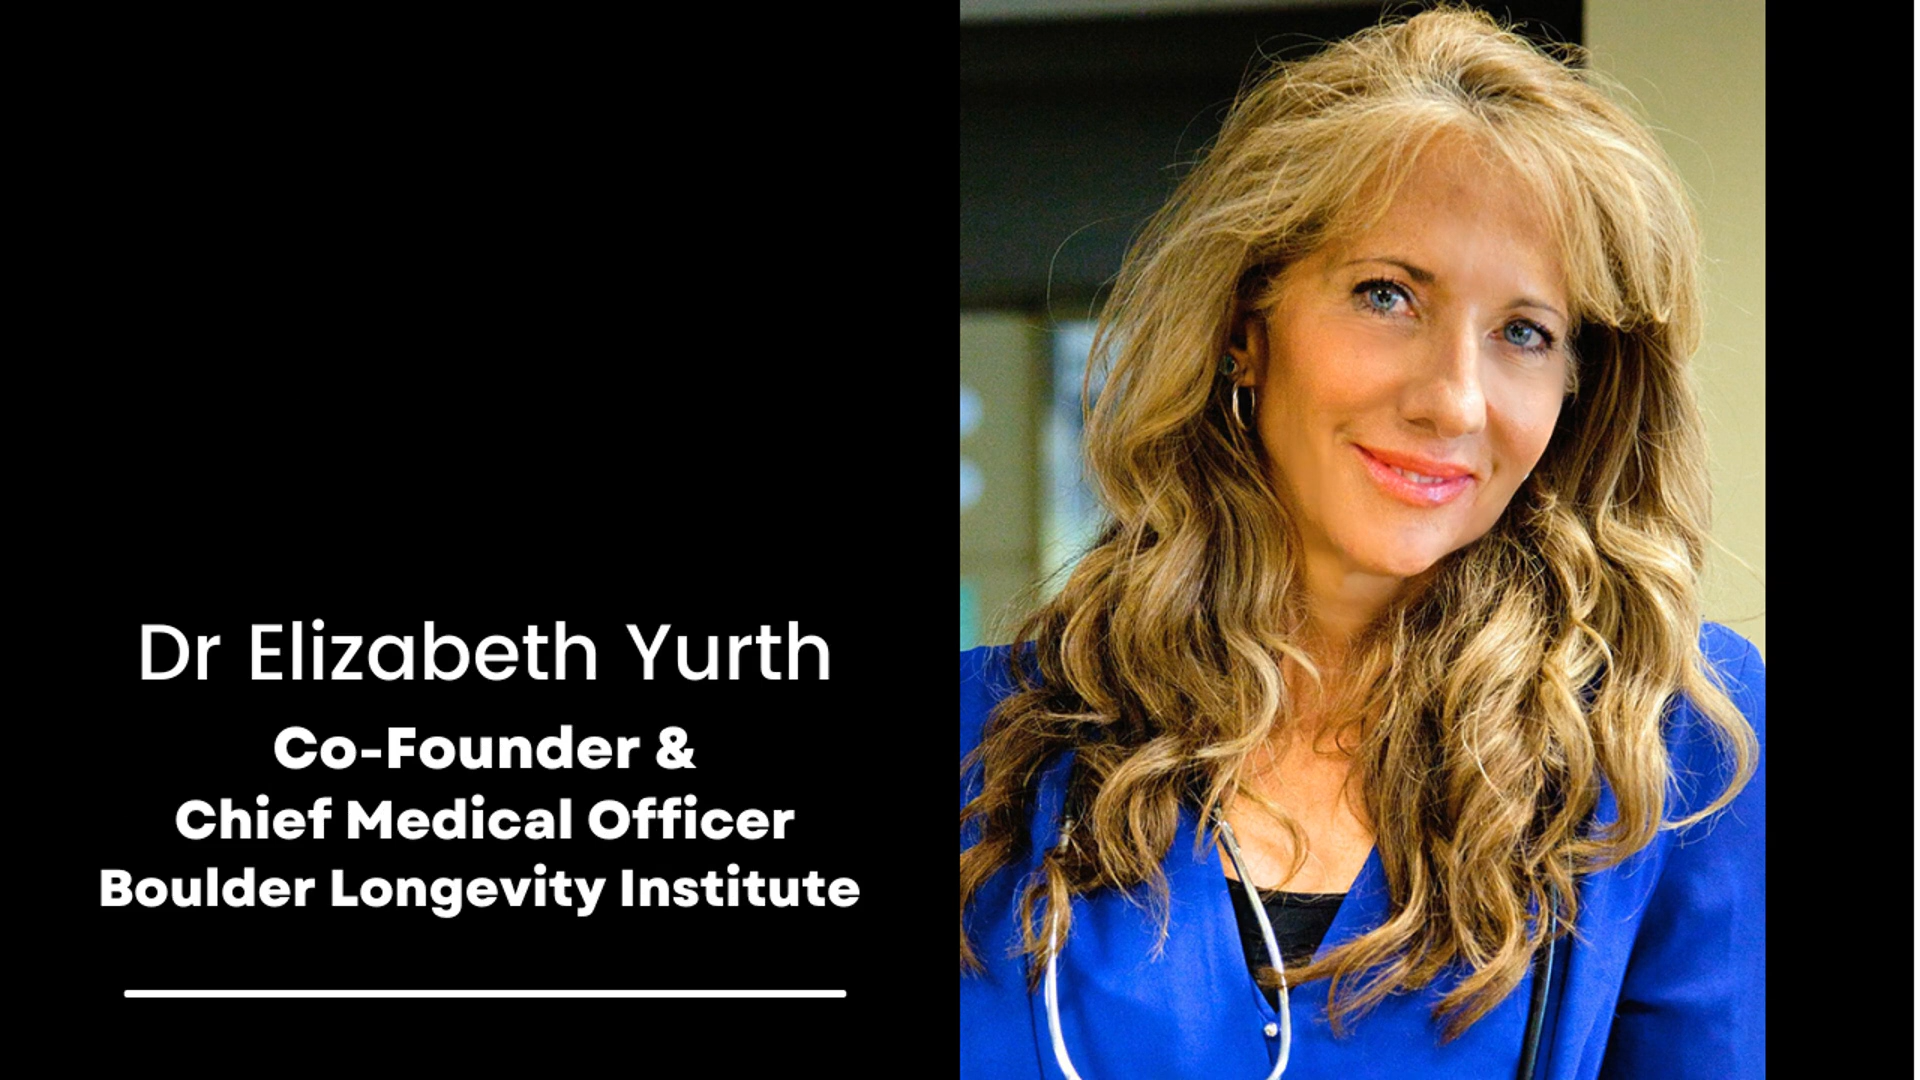 Dr Elizabeth Yurth
Co-Founder &
Chief Medical Officer
Boulder Longevity Institute